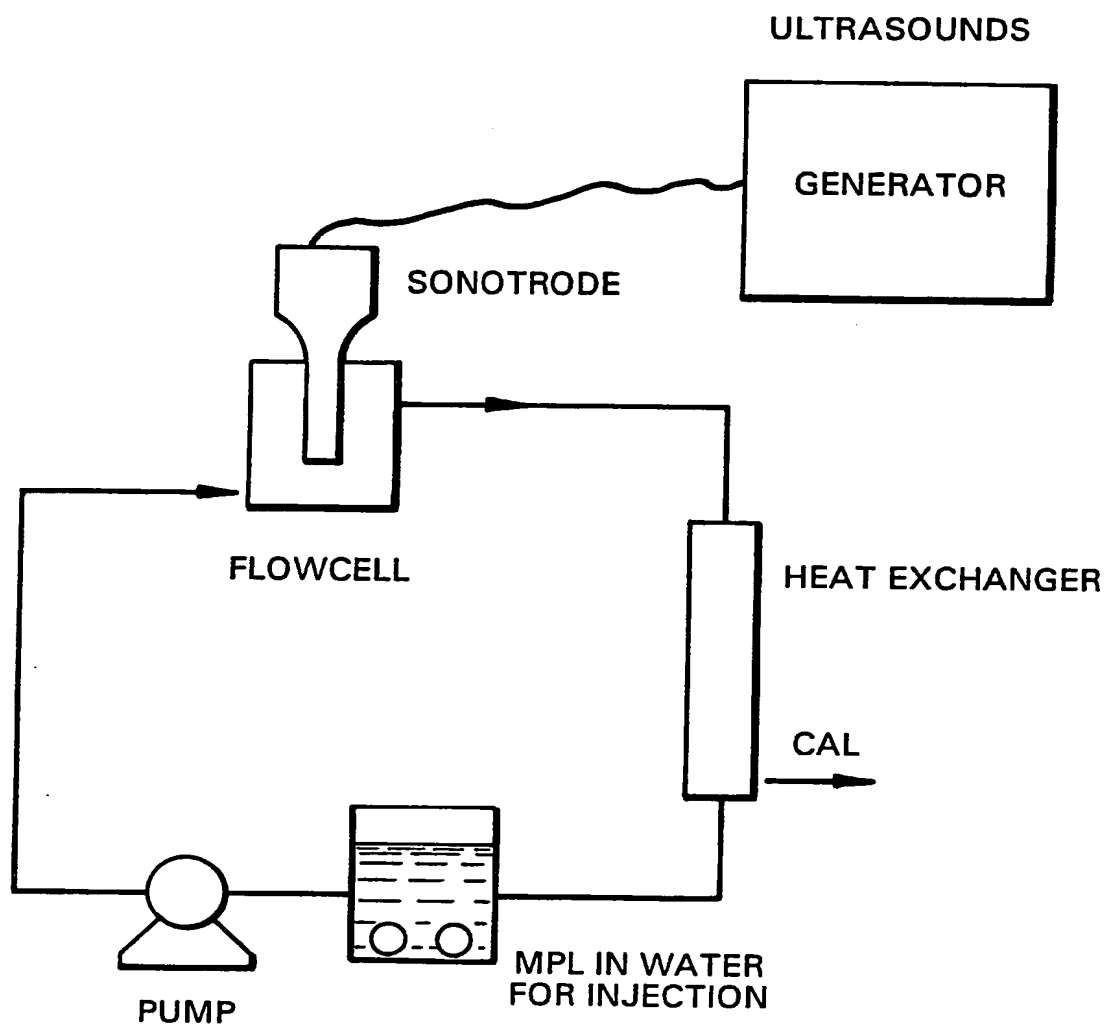 ULTRASOUNDS
GENERATOR
SONOTRODE
FLOWCELL
HEAT EXCHANGER
CAL
MPL IN WATER
FOR INJECTION
PUMP